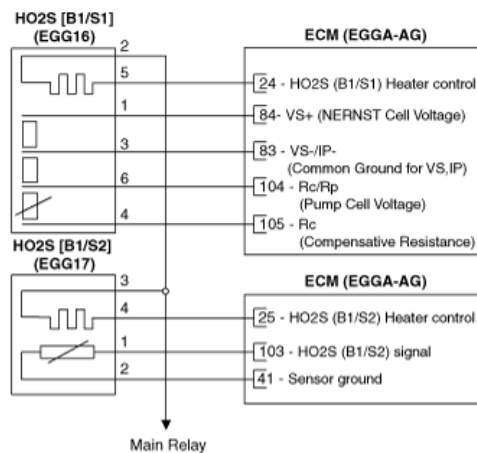 HO2S [B1/S1]
(EGG16)
ECM (EGGA-AG)
2
5
24 - HO2S (B1/S1) Heater control
1
84- VS+ (NERNST Cell Voltage)
3
83 - VS-/IP-
(Common Ground for VS,IP)
6
104 - Rc/Rp
(Pump Cell Voltage)
4
105 - Rc
(Compensative Resistance)
HO2S [B1/S2]
(EGG17)
ECM (EGGA-AG)
3
4
25 - HO2S (B1/S2) Heater control
1
103 - HO2S (B1/S2) signal
2
41 - Sensor ground
Main Relay